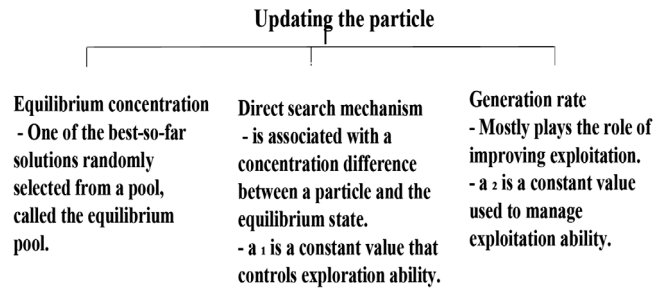 Updating the particle
Equilibrium concentration
- One of the best-so-far
solutions randomly
selected from a pool,
called the equilibrium
pool.
Direct search mechanism
- is associated with a
concentration difference
between a particle and the
equilibrium state.
- a ₁ is a constant value that
controls exploration ability.
Generation rate
- Mostly plays the role of
improving exploitation.
- a ₂ is a constant value
used to manage
exploitation ability.